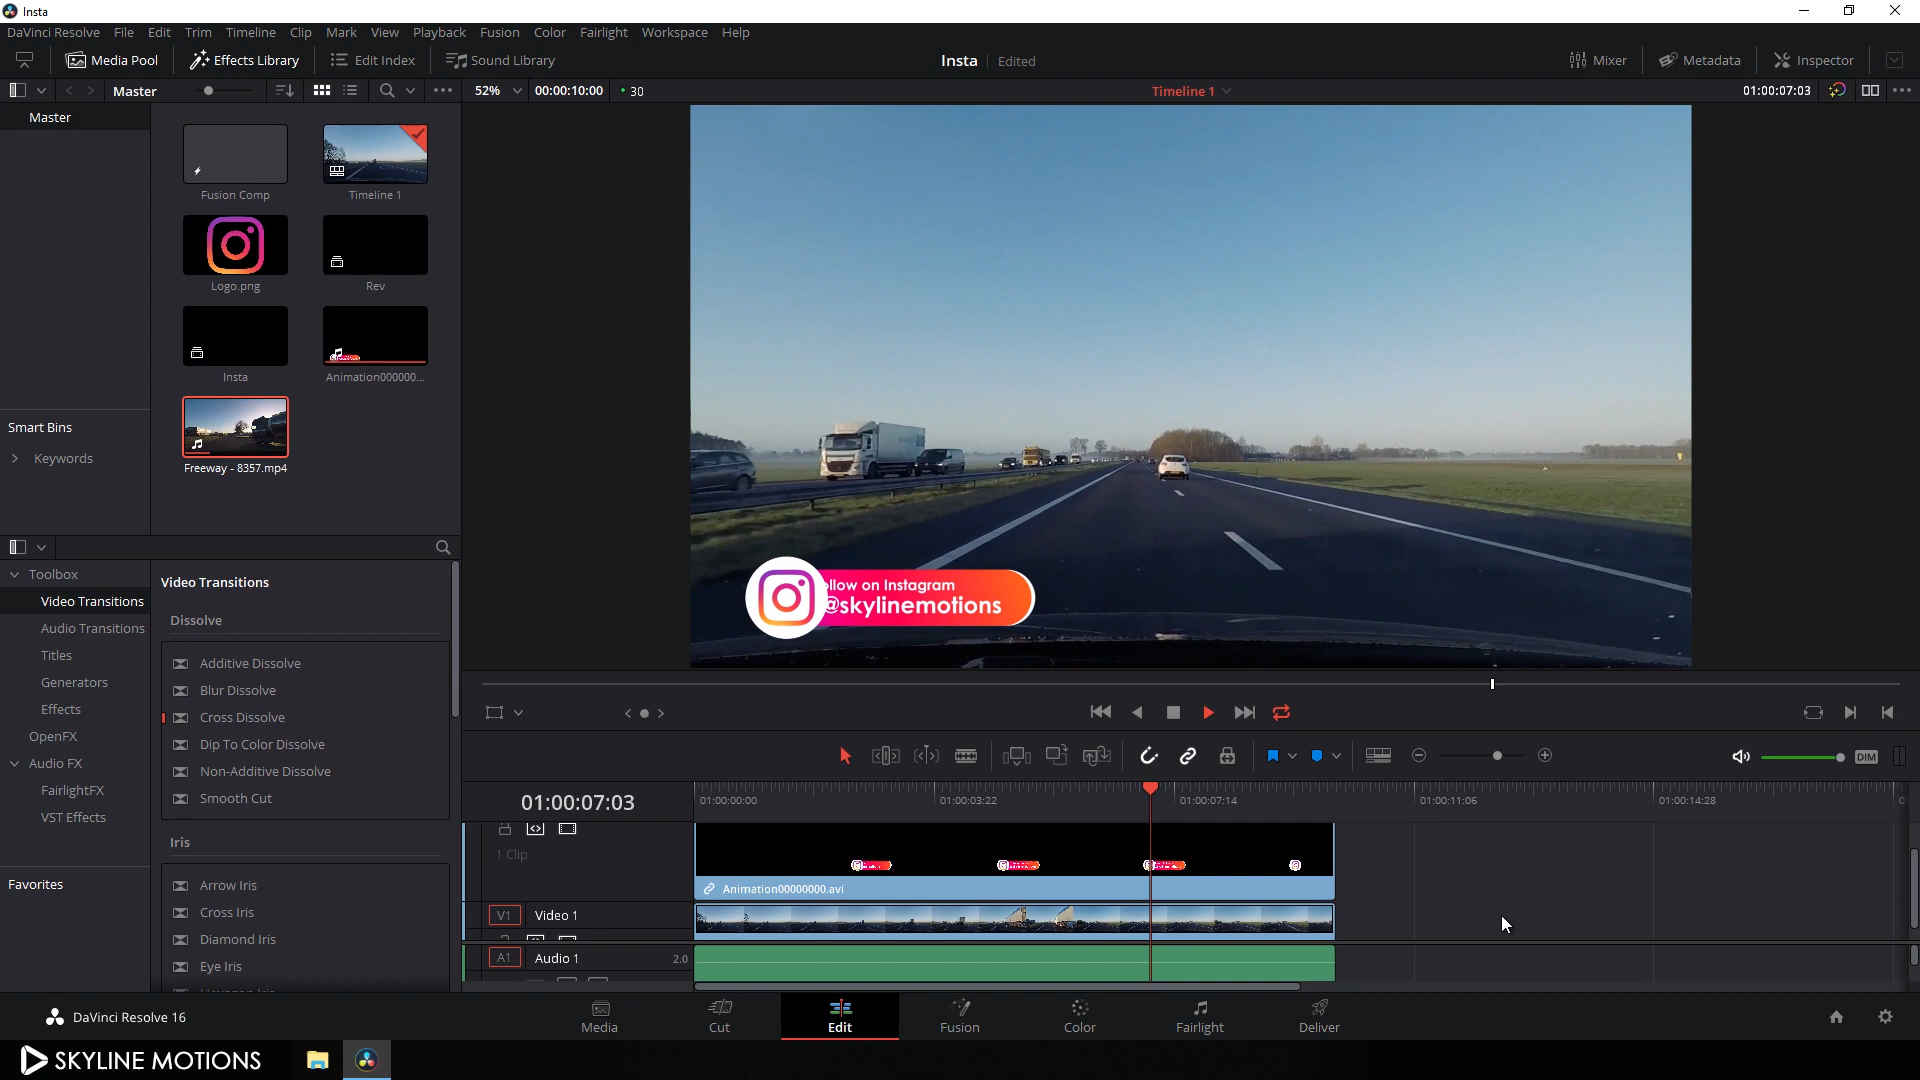 Insta
DaVinci Resolve File Edit Trim Timeline Clip Mark View Playback Fusion Color Fairlight Workspace Help
Media Pool Effects Library Edit Index Sound Library Insta Edited Mixer Metadata Inspector
Master 52% 00:00:10:00 30 Timeline 1 01:00:07:03
Master
Fusion Comp Timeline 1
Logo.png Rev
Insta Animation000000...
Smart Bins
Keywords
Freeway - 8357.mp4
ollow on Instagram
@skylinemotions
Toolbox
Video Transitions
Audio Transitions
Titles
Generators
Effects
OpenFX
Audio FX
FairlightFX
VST Effects
Favorites
Video Transitions
Dissolve
Additive Dissolve
Blur Dissolve
Cross Dissolve
Dip To Color Dissolve
Non-Additive Dissolve
Smooth Cut
Iris
Arrow Iris
Cross Iris
Diamond Iris
Eye Iris
DIM
01:00:07:03 01:00:00:00 01:00:03:22 01:00:07:14 01:00:11:06 01:00:14:28
1 Clip
Animation00000000.avi
V1 Video 1
A1 Audio 1 2.0
DaVinci Resolve 16
Media Cut Edit Fusion Color Fairlight Deliver
SKYLINE MOTIONS